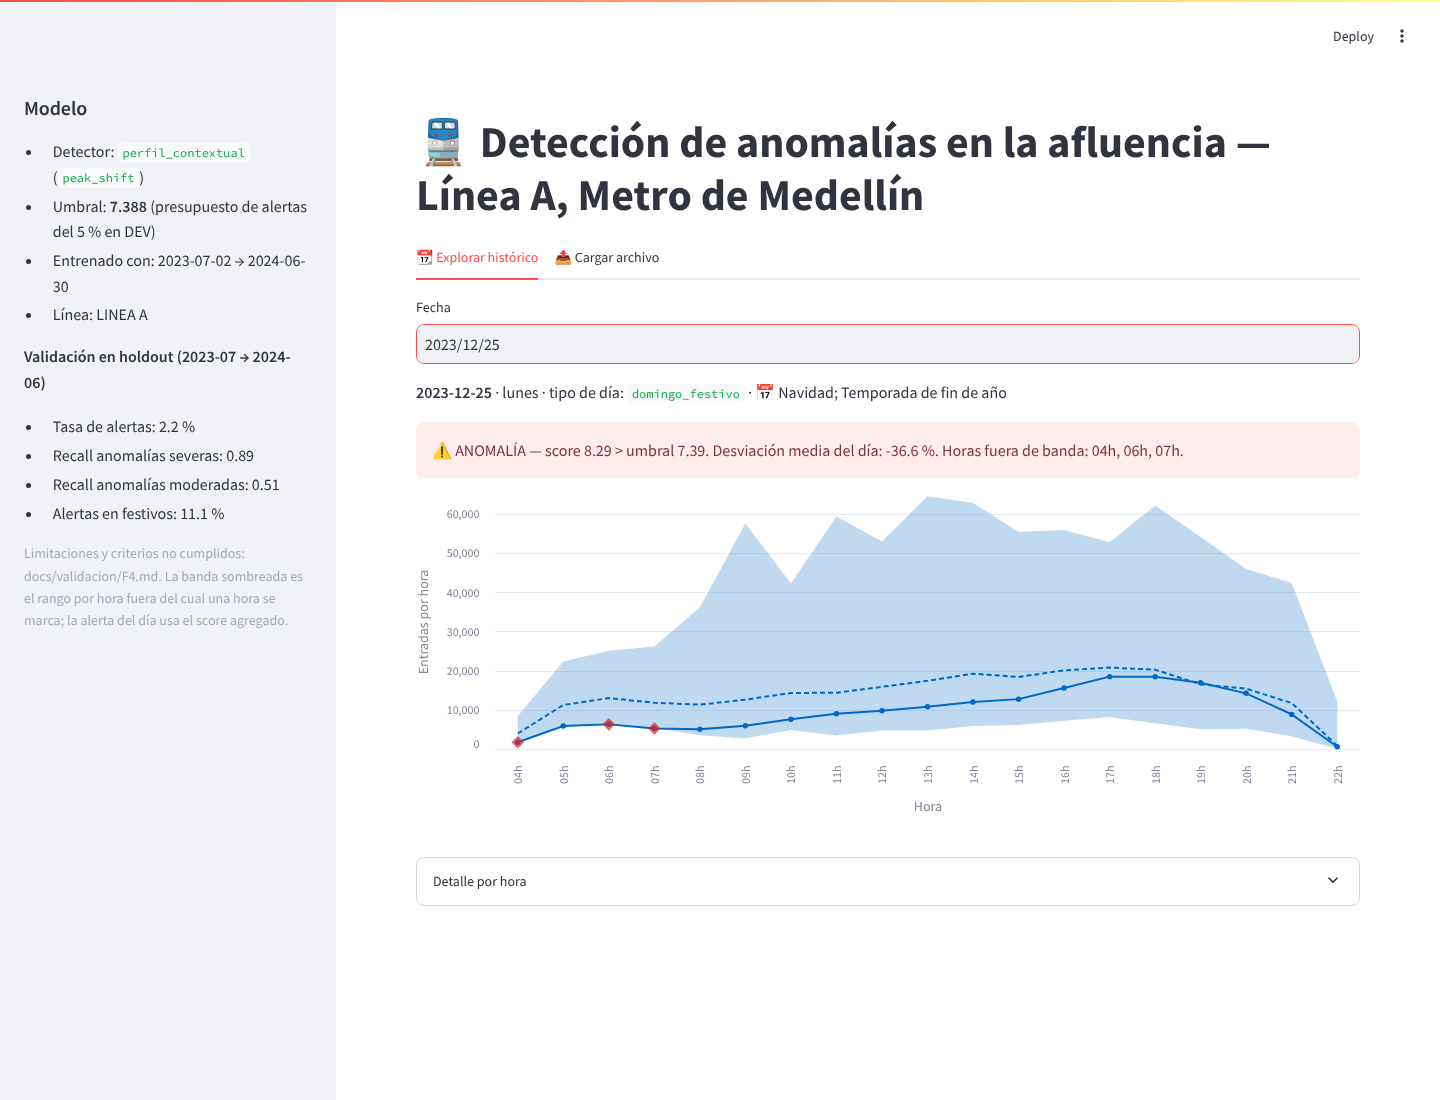 Deploy
Modelo
Detector: perfil_contextual
(peak_shift)
Umbral: 7.388 (presupuesto de alertas
del 5 % en DEV)
Entrenado con: 2023-07-02 → 2024-06-
30
Línea: LINEA A
Validación en holdout (2023-07 → 2024-
06)
Tasa de alertas: 2.2 %
Recall anomalías severas: 0.89
Recall anomalías moderadas: 0.51
Alertas en festivos: 11.1 %
Limitaciones y criterios no cumplidos:
docs/validacion/F4.md. La banda sombreada es
el rango por hora fuera del cual una hora se
marca; la alerta del día usa el score agregado.
🚆 Detección de anomalías en la afluencia —
Línea A, Metro de Medellín
📆 Explorar histórico 📤 Cargar archivo
Fecha
2023/12/25
2023-12-25 · lunes · tipo de día: domingo_festivo · 📅 Navidad; Temporada de fin de año
⚠️ ANOMALÍA — score 8.29 > umbral 7.39. Desviación media del día: -36.6 %. Horas fuera de banda: 04h, 06h, 07h.
Entradas por hora
60,000
50,000
40,000
30,000
20,000
10,000
0
04h 05h 06h 07h 08h 09h 10h 11h 12h 13h 14h 15h 16h 17h 18h 19h 20h 21h 22h
Hora
Detalle por hora